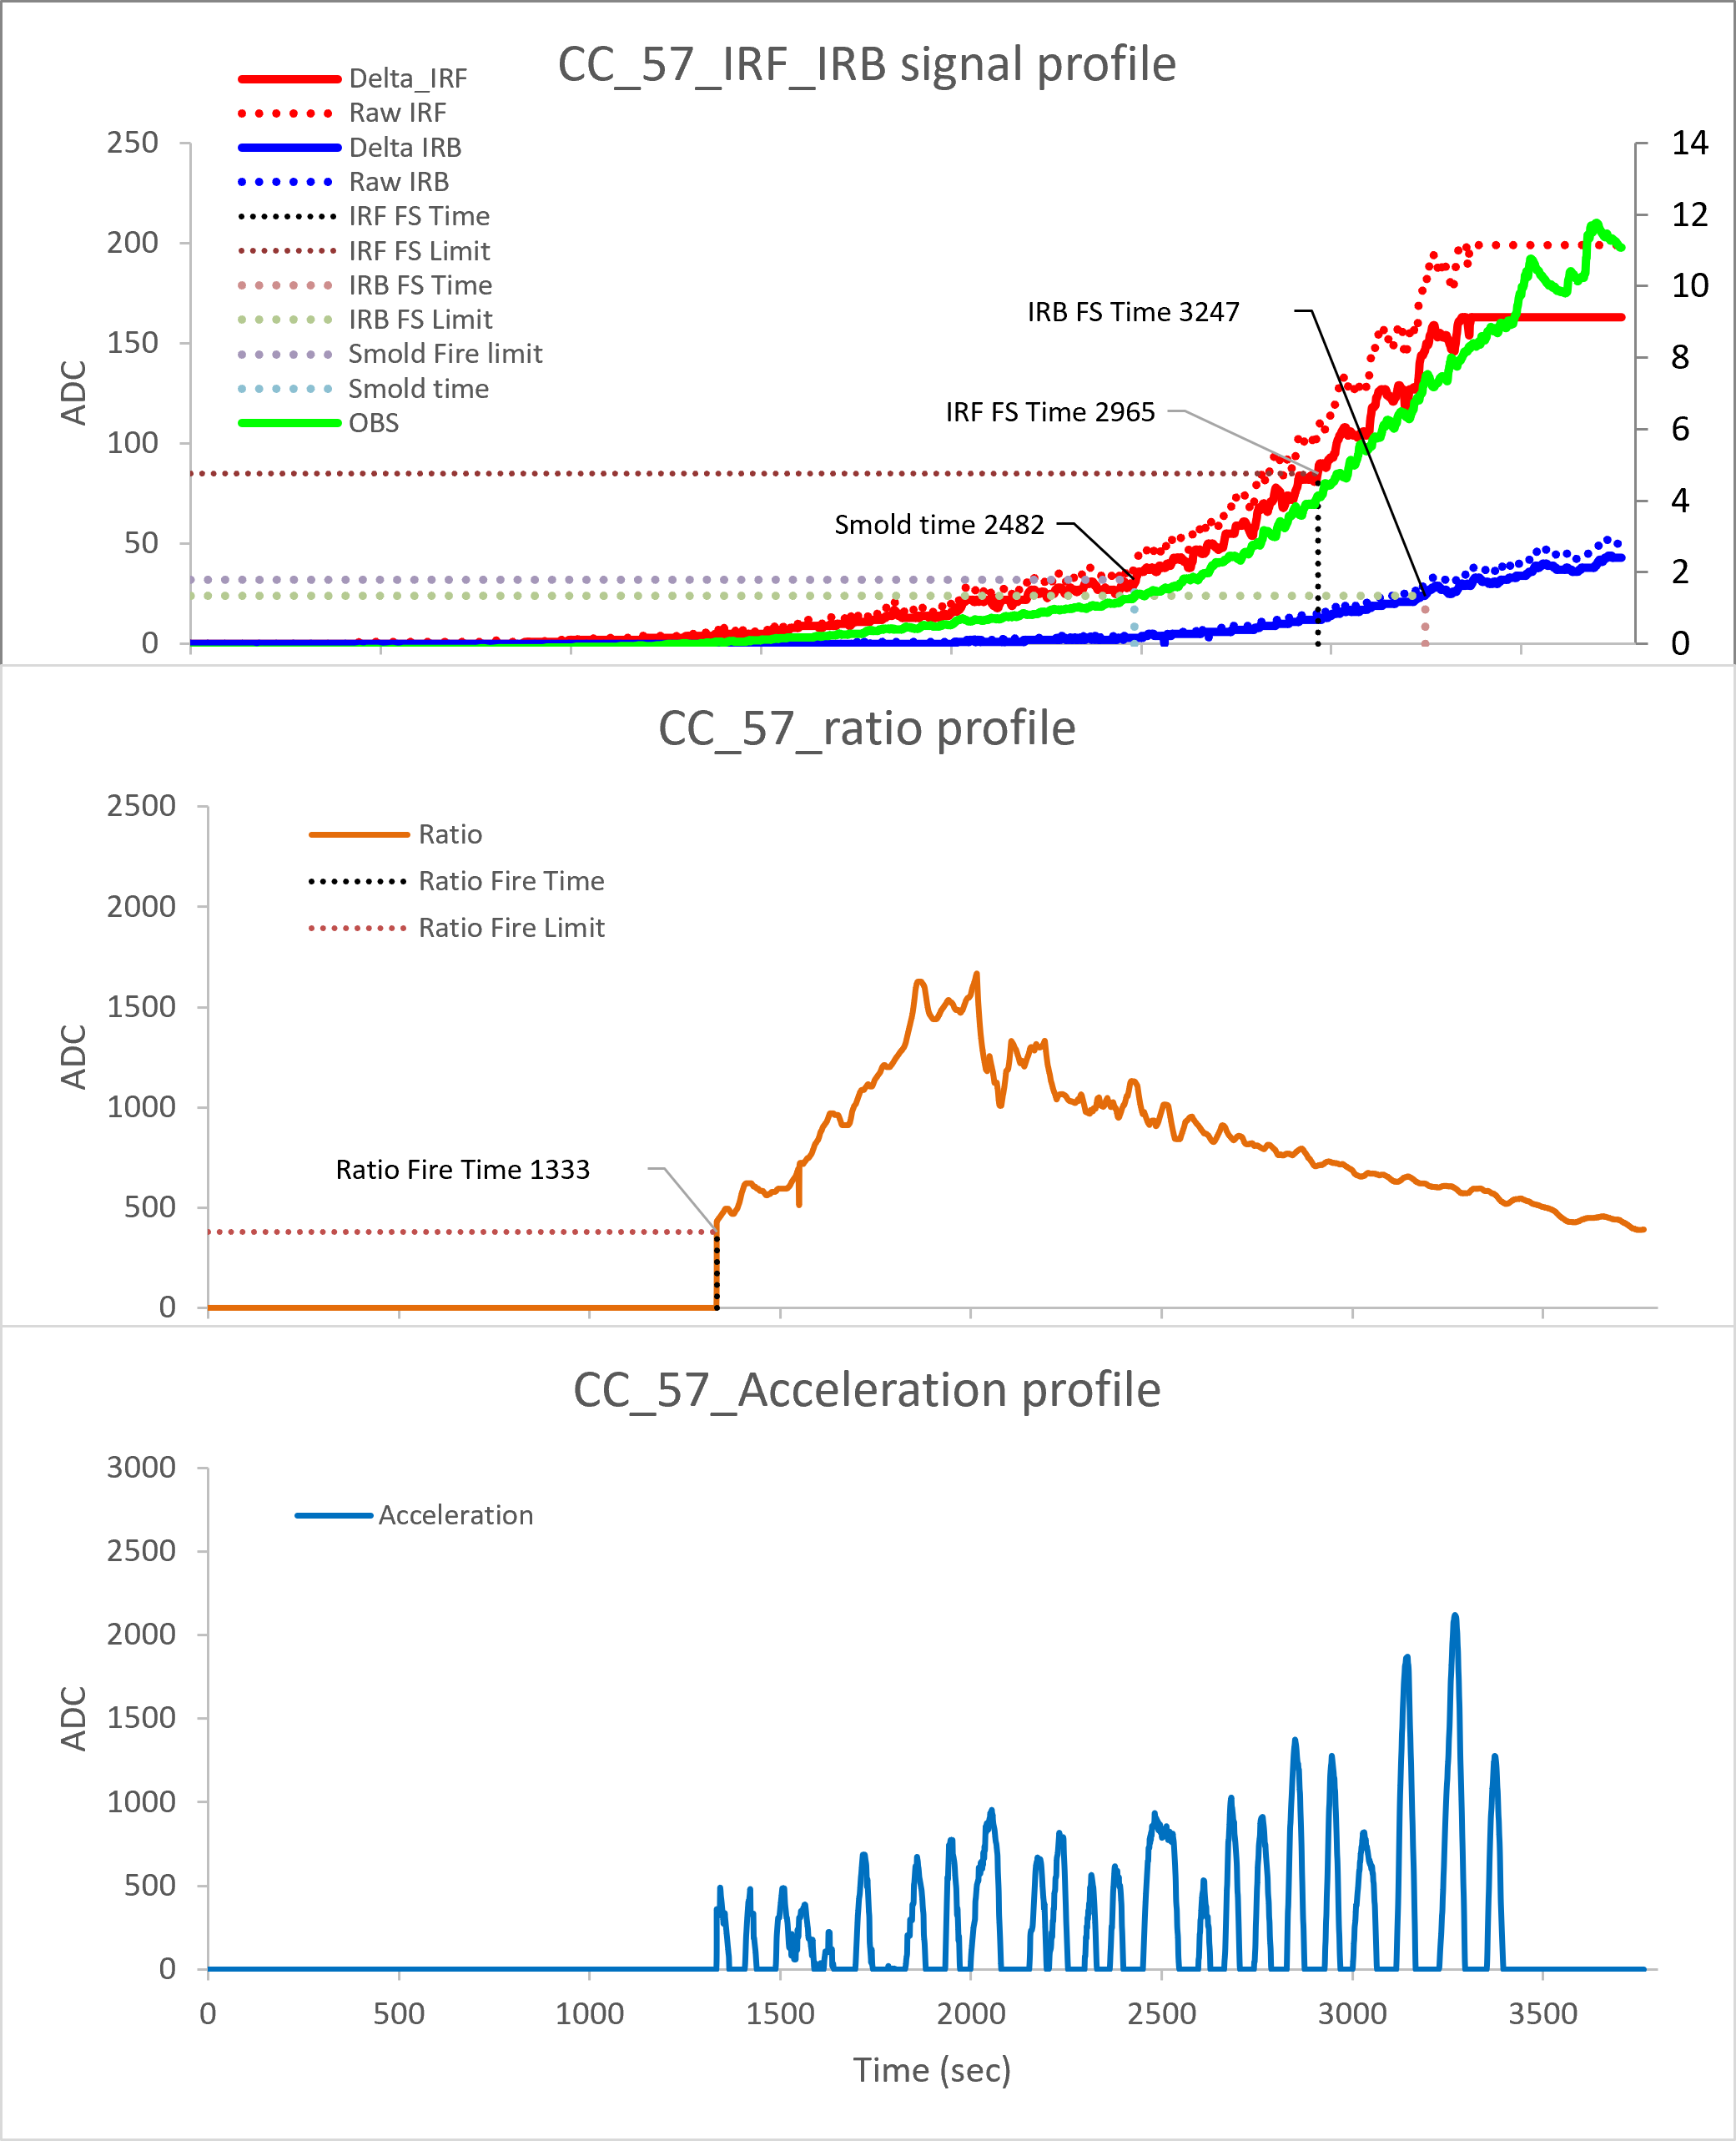 CC_57_IRF_IRB signal profile
Delta_IRF
Raw IRF
Delta IRB
Raw IRB
IRF FS Time
IRF FS Limit
IRB FS Time
IRB FS Limit
Smold Fire limit
Smold time
OBS
250
200
150
100
50
0
ADC
14
12
10
8
6
4
2
0
IRB FS Time 3247
IRF FS Time 2965
Smold time 2482
CC_57_ratio profile
2500
2000
1500
1000
500
0
ADC
Ratio
Ratio Fire Time
Ratio Fire Limit
Ratio Fire Time 1333
CC_57_Acceleration profile
3000
2500
2000
1500
1000
500
0
ADC
Acceleration
0 500 1000 1500 2000 2500 3000 3500
Time (sec)